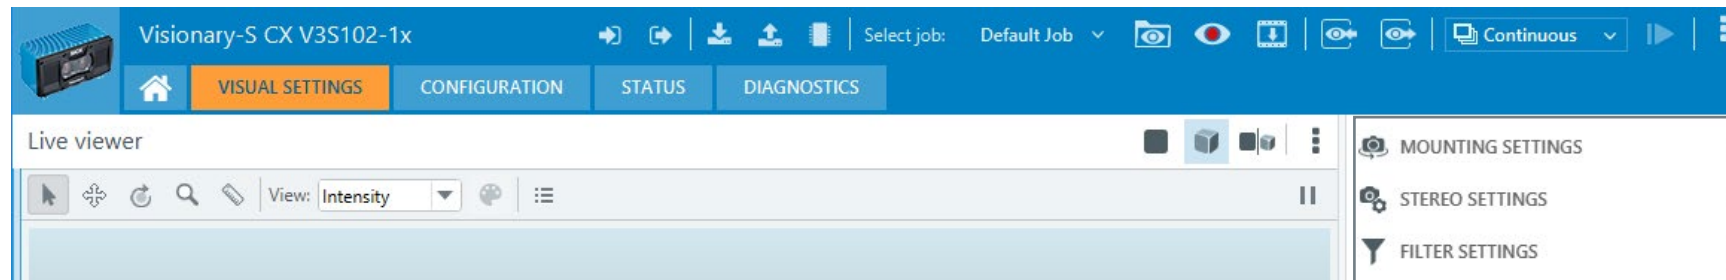 Visionary-S CX V3S102-1x
Select job: Default Job
Continuous
VISUAL SETTINGS
CONFIGURATION
STATUS
DIAGNOSTICS
Live viewer
View: Intensity
MOUNTING SETTINGS
STEREO SETTINGS
FILTER SETTINGS